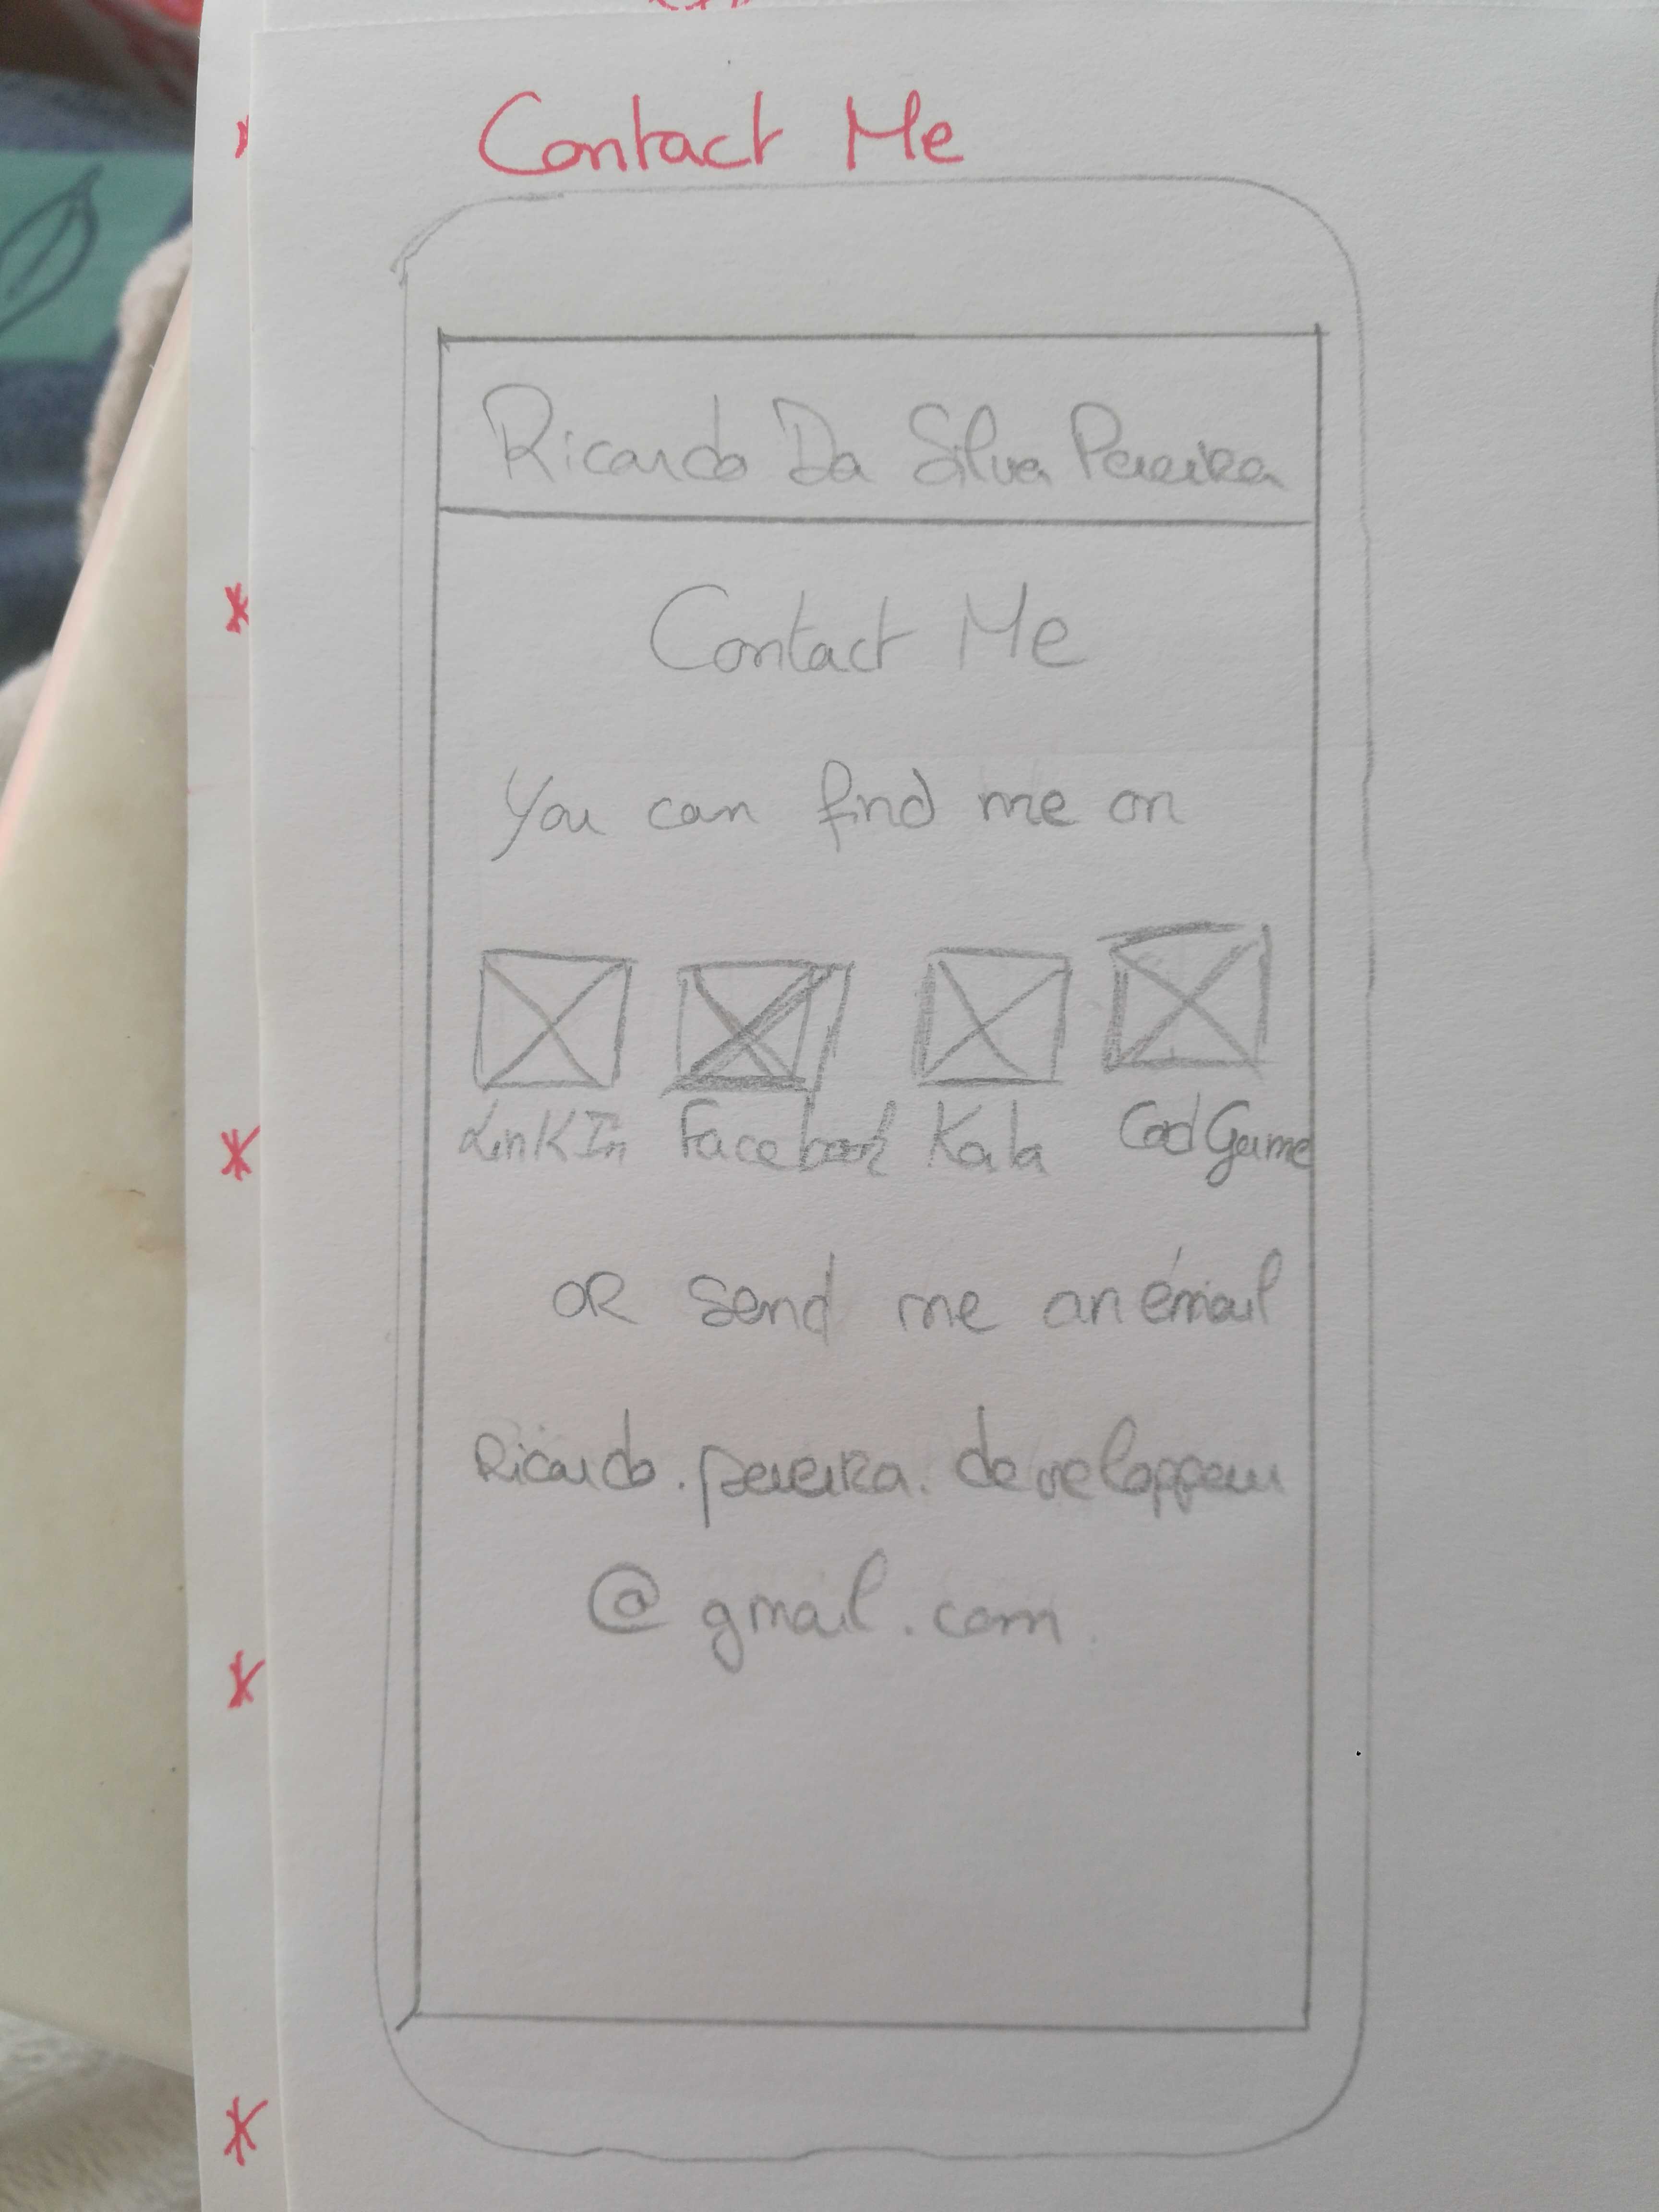 Contact Me
Ricardo Da Silva Pereira
Contact Me
You can find me on
LinKIn Facebook Kata CodGame
OR send me an émail
Ricardo.pereira.developpeur
@gmail.com.